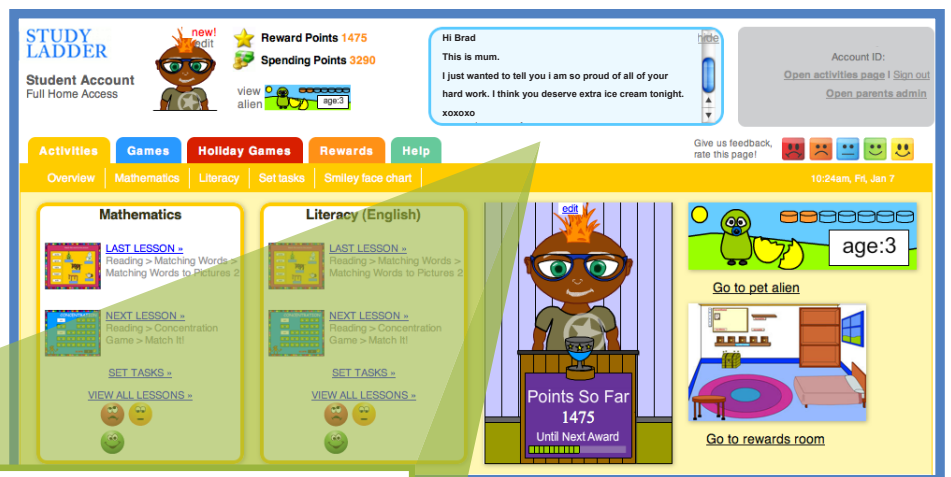 STUDY
LADDER
Student Account
Full Home Access
new!
edit
Reward Points 1475
Spending Points 3290
view
alien
age:3
Hi Brad
This is mum.
I just wanted to tell you i am so proud of all of your
hard work. I think you deserve extra ice cream tonight.
xoxoxo
hide
Account ID:
Open activities page I Sign out
Open parents admin
Activities
Games
Holiday Games
Rewards
Help
Give us feedback,
rate this page!
Overview
Mathematics
Literacy
Set tasks
Smiley face chart
10:24am, Fri, Jan 7
Mathematics
LAST LESSON »
Reading > Matching Words >
Matching Words to Pictures 2
NEXT LESSON »
Reading > Concentration
Game > Match It!
SET TASKS »
VIEW ALL LESSONS »
Literacy (English)
LAST LESSON »
Reading > Matching Words >
Matching Words to Pictures 2
NEXT LESSON »
Reading > Concentration
Game > Match It!
SET TASKS »
VIEW ALL LESSONS »
edit
Points So Far
1475
Until Next Award
age:3
Go to pet alien
Go to rewards room